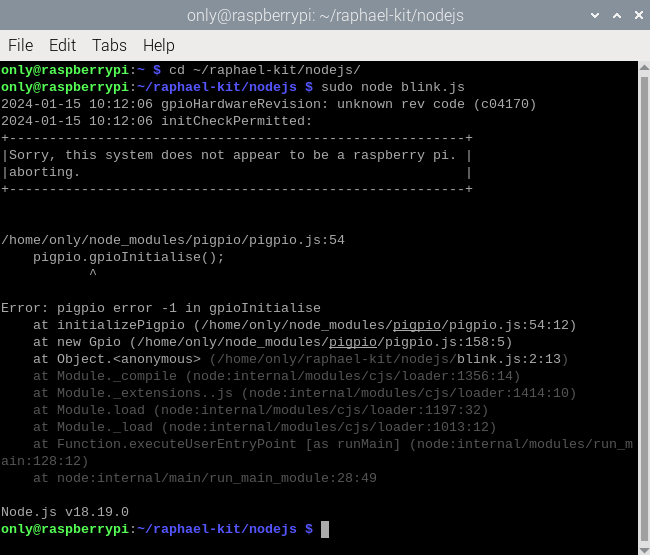 only@raspberrypi: ~/raphael-kit/nodejs
File Edit Tabs Help
only@raspberrypi:~ $ cd ~/raphael-kit/nodejs/
only@raspberrypi:~/raphael-kit/nodejs $ sudo node blink.js
2024-01-15 10:12:06 gpioHardwareRevision: unknown rev code (c04170)
2024-01-15 10:12:06 initCheckPermitted:
+---------------------------------------------------------+
|Sorry, this system does not appear to be a raspberry pi. |
|aborting.                                                |
+---------------------------------------------------------+
/home/only/node_modules/pigpio/pigpio.js:54
    pigpio.gpioInitialise();
           ^
Error: pigpio error -1 in gpioInitialise
    at initializePigpio (/home/only/node_modules/pigpio/pigpio.js:54:12)
    at new Gpio (/home/only/node_modules/pigpio/pigpio.js:158:5)
    at Object.<anonymous> (/home/only/raphael-kit/nodejs/blink.js:2:13)
    at Module._compile (node:internal/modules/cjs/loader:1356:14)
    at Module._extensions..js (node:internal/modules/cjs/loader:1414:10)
    at Module.load (node:internal/modules/cjs/loader:1197:32)
    at Module._load (node:internal/modules/cjs/loader:1013:12)
    at Function.executeUserEntryPoint [as runMain] (node:internal/modules/run_m
ain:128:12)
    at node:internal/main/run_main_module:28:49
Node.js v18.19.0
only@raspberrypi:~/raphael-kit/nodejs $